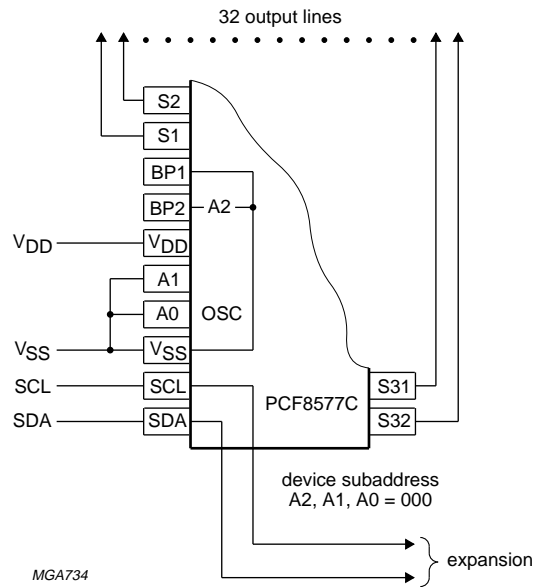 32 output lines
S2
S1
BP1
BP2 A2
VDD VDD
A1
A0 OSC
VSS VSS
SCL SCL
SDA SDA
PCF8577C
S31
S32
device subaddress
A2, A1, A0 = 000
expansion
MGA734